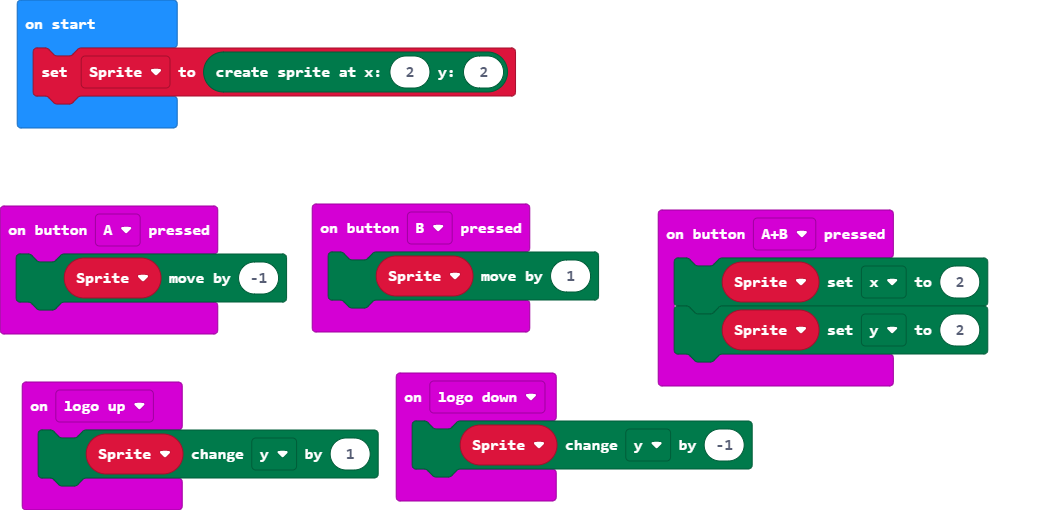 on start
set Sprite to create sprite at x: 2 y: 2
on button A pressed
Sprite move by -1
on button B pressed
Sprite move by 1
on button A+B pressed
Sprite set x to 2
Sprite set y to 2
on logo up
Sprite change y by 1
on logo down
Sprite change y by -1